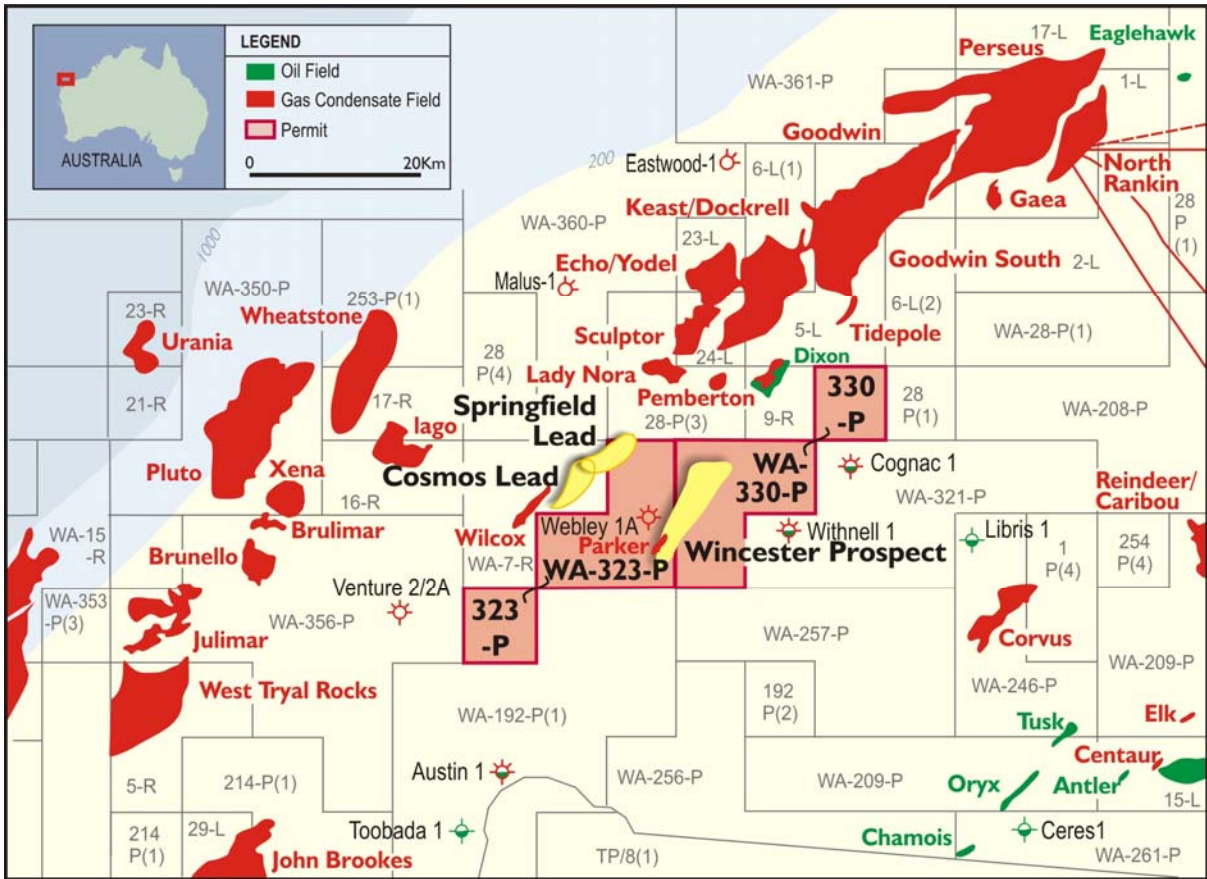 LEGEND
Oil Field
Gas Condensate Field
Permit
0 20Km
AUSTRALIA
17-L
Eaglehawk
Perseus
WA-361-P
1-L
Goodwin
200
Eastwood-1
6-L(1)
North
Rankin
Gaea
28
P
(1)
Keast/Dockrell
WA-360-P
23-L
1000
Echo/Yodel
Goodwin South
2-L
Malus-1
WA-350-P
253-P(1)
23-R
Wheatstone
Urania
6-L(2)
Tidepole
WA-28-P(1)
Sculptor
5-L
28
P(4)
24-L
Dixon
Lady Nora
Pemberton
330
-P
28
P(1)
21-R
17-R
Springfield
Lead
28-P(3)
9-R
WA-208-P
Iago
Pluto
Xena
Cosmos Lead
WA-
330-P
Cognac 1
WA-321-P
Reindeer/
Caribou
16-R
WA-15
-R
Brulimar
Wilcox
Webley 1A
Parker
Withnell 1
Libris 1
Brunello
WA-7-R
WA-323-P
Wincester Prospect
1
P(4)
254
P(4)
WA-353
-P(3)
Venture 2/2A
323
-P
Julimar
WA-356-P
WA-257-P
Corvus
WA-209-P
West Tryal Rocks
WA-246-P
WA-192-P(1)
192
P(2)
Tusk
Elk
Centaur
5-R
214-P(1)
Austin 1
WA-256-P
WA-209-P
Oryx
Antler
15-L
214
P(1)
29-L
Toobada 1
Ceres1
Chamois
John Brookes
TP/8(1)
WA-261-P